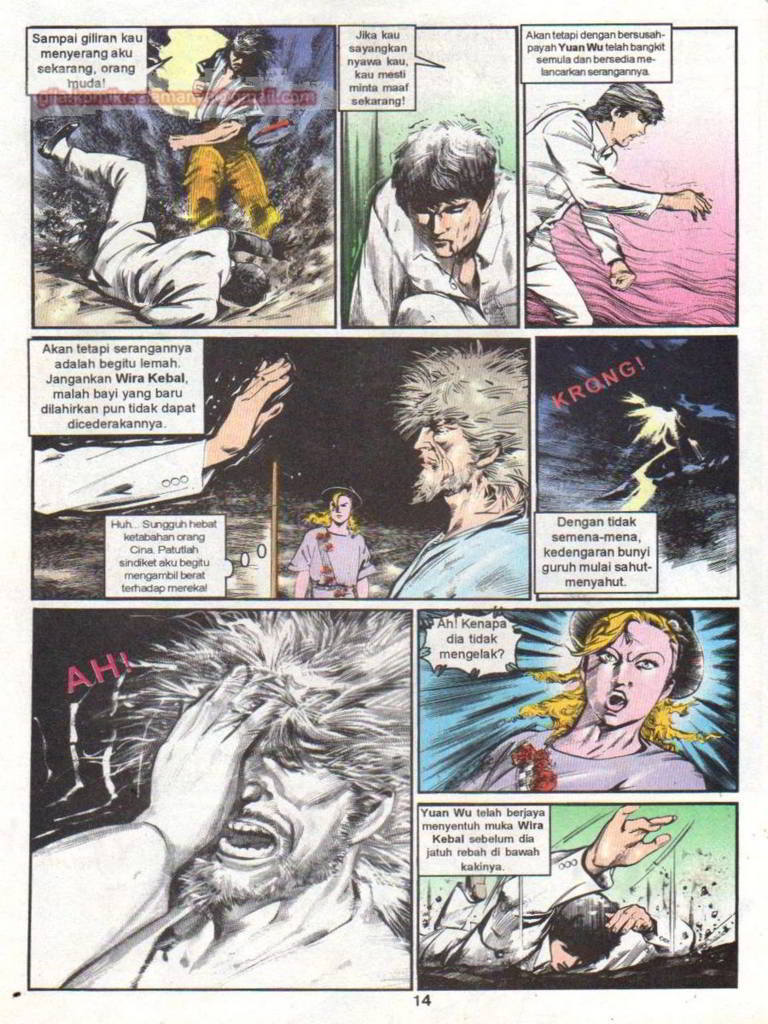 Sampai giliran kau
menyerang aku
sekarang, orang
muda!
Jika kau
sayangkan
nyawa kau,
kau mesti
minta maaf
sekarang!
Akan tetapi dengan bersusah-
payah Yuan Wu telah bangkit
semula dan bersedia me-
lancarkan serangannya.
Akan tetapi serangannya
adalah begitu lemah.
Jangankan Wira Kebal,
malah bayi yang baru
dilahirkan pun tidak dapat
dicederakannya.
Huh... Sungguh hebat
ketabahan orang
Cina. Patutlah
sindiket aku begitu
mengambil berat
terhadap mereka!
KRONG!
Dengan tidak
semena-mena,
kedengaran bunyi
guruh mulai sahut-
menyahut.
AH!
Ah! Kenapa
dia tidak
mengelak?
Yuan Wu telah berjaya
menyentuh muka Wira
Kebal sebelum dia
jatuh rebah di bawah
kakinya.
14